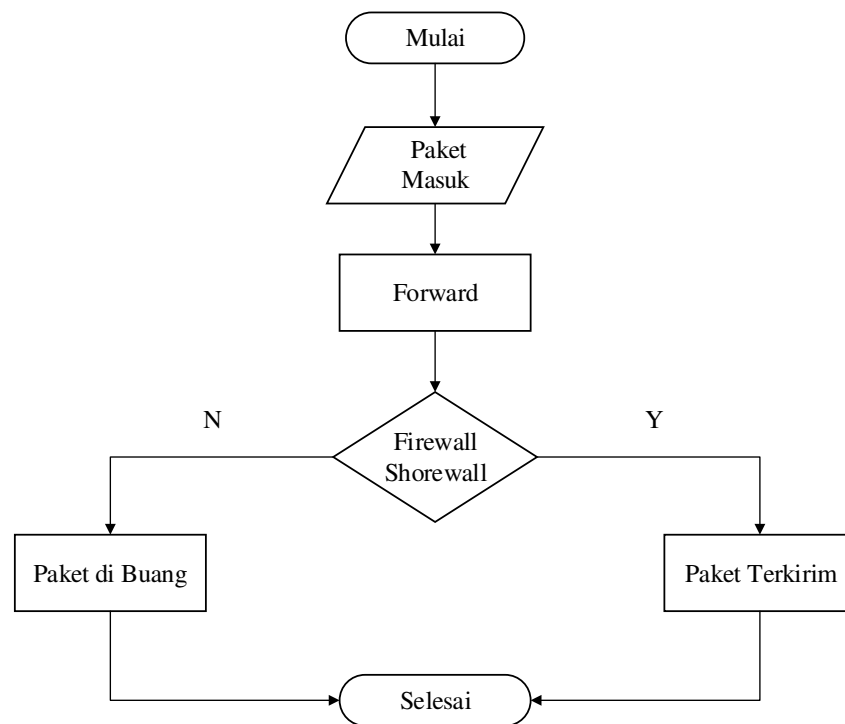 Mulai
Paket
Masuk
Forward
N
Y
Firewall
Shorewall
Paket di Buang
Paket Terkirim
Selesai